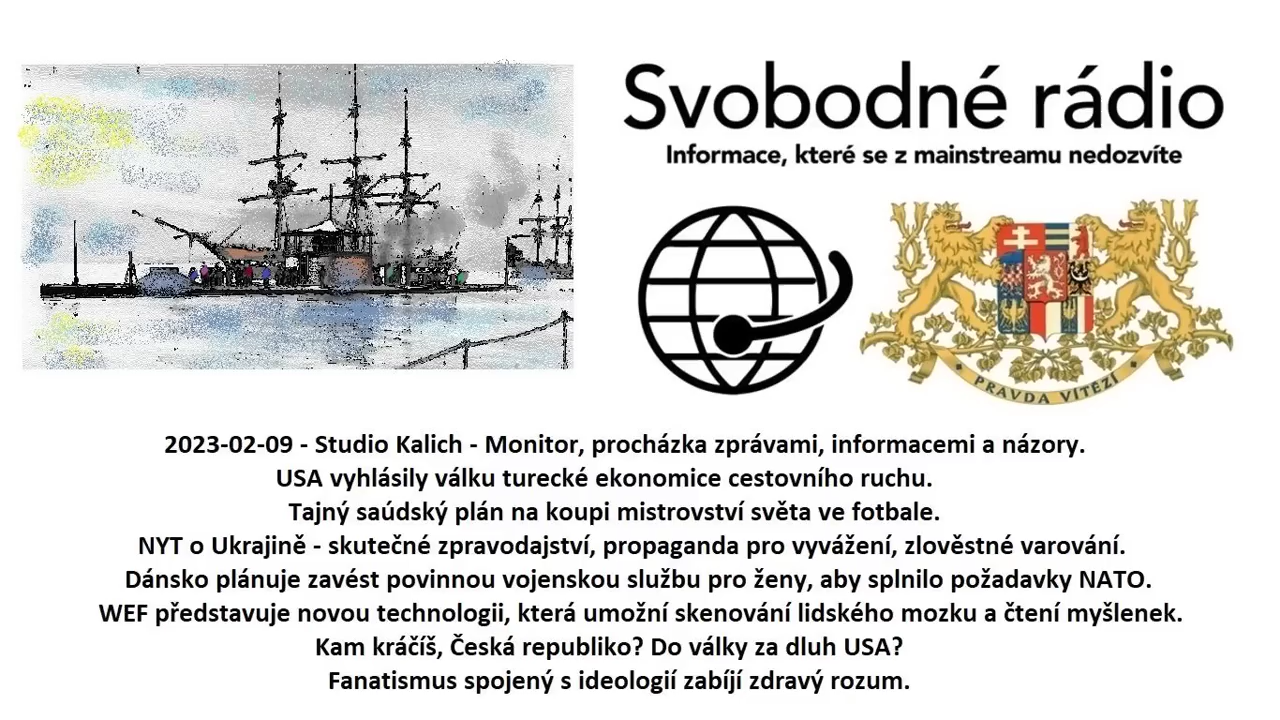 Svobodné rádio
Informace, které se z mainstreamu nedozvíte
PRAVDA VÍTĚZÍ
2023-02-09 - Studio Kalich - Monitor, procházka zprávami, informacemi a názory.
USA vyhlásily válku turecké ekonomice cestovního ruchu.
Tajný saúdský plán na koupi mistrovství světa ve fotbale.
NYT o Ukrajině - skutečné zpravodajství, propaganda pro vyvážení, zlověstné varování.
Dánsko plánuje zavést povinnou vojenskou službu pro ženy, aby splnilo požadavky NATO.
WEF představuje novou technologii, která umožní skenování lidského mozku a čtení myšlenek.
Kam kráčíš, Česká republiko? Do války za dluh USA?
Fanatismus spojený s ideologií zabíjí zdravý rozum.